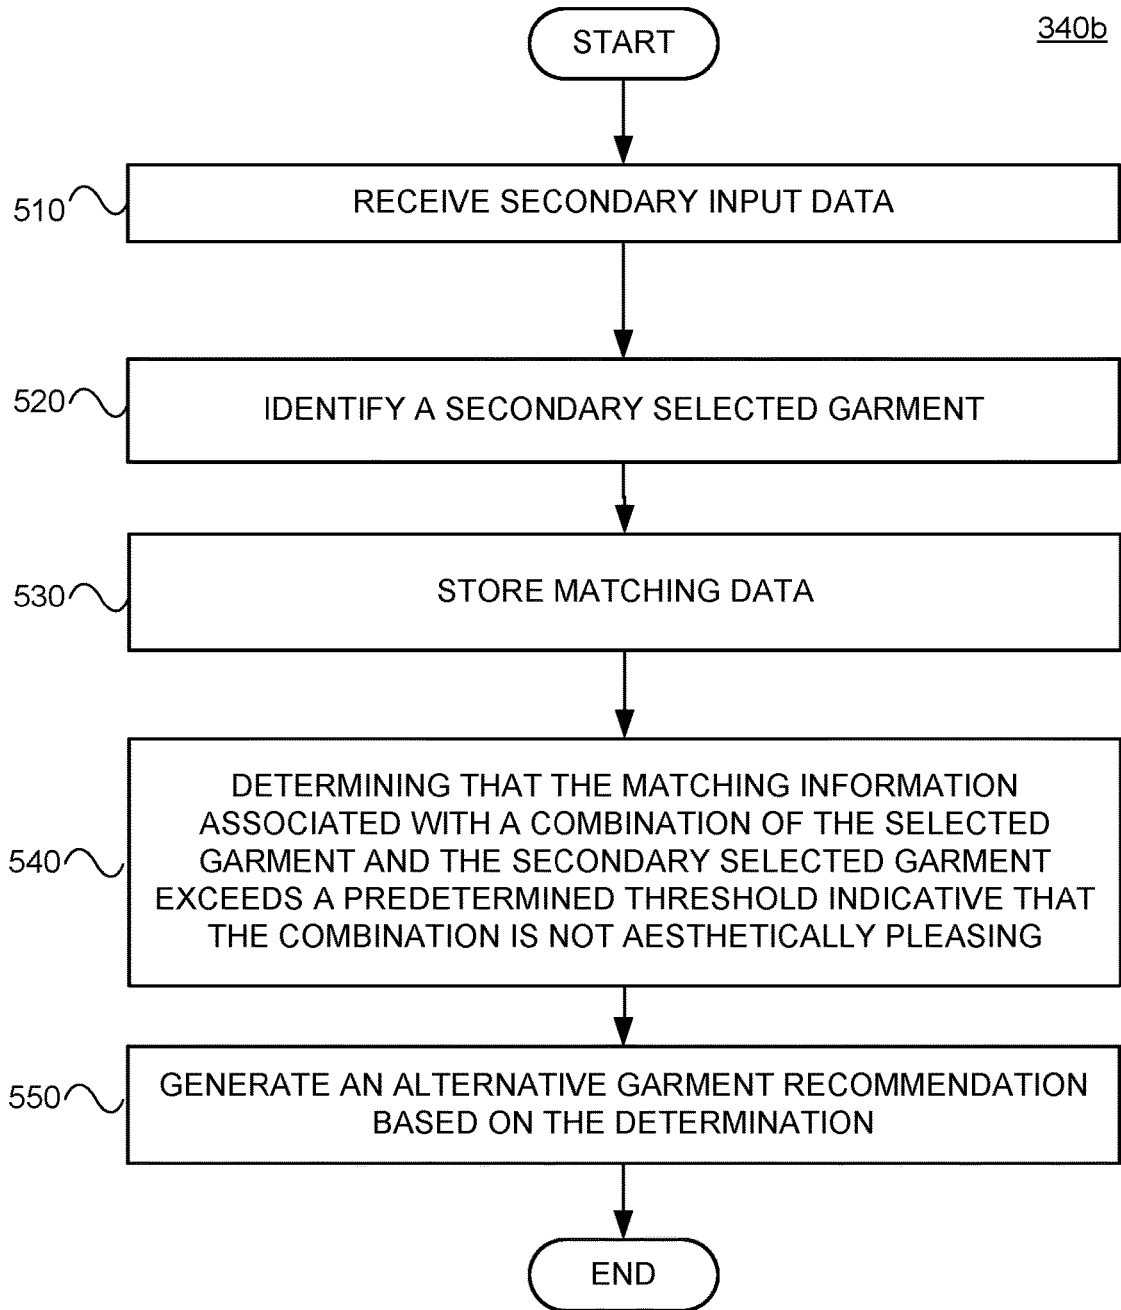 340b
START
510
RECEIVE SECONDARY INPUT DATA
520
IDENTIFY A SECONDARY SELECTED GARMENT
530
STORE MATCHING DATA
540
DETERMINING THAT THE MATCHING INFORMATION
ASSOCIATED WITH A COMBINATION OF THE SELECTED
GARMENT AND THE SECONDARY SELECTED GARMENT
EXCEEDS A PREDETERMINED THRESHOLD INDICATIVE THAT
THE COMBINATION IS NOT AESTHETICALLY PLEASING
550
GENERATE AN ALTERNATIVE GARMENT RECOMMENDATION
BASED ON THE DETERMINATION
END